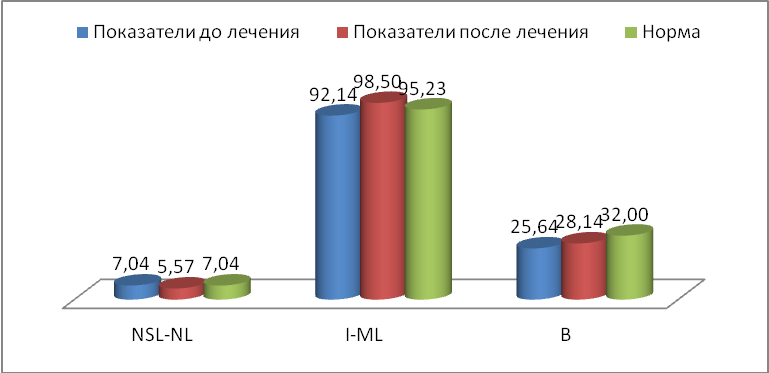 Показатели до лечения Показатели после лечения Норма
98,50
92,14 95,23
25,64 28,14 32,00
7,04 5,57 7,04
NSL-NL I-ML В